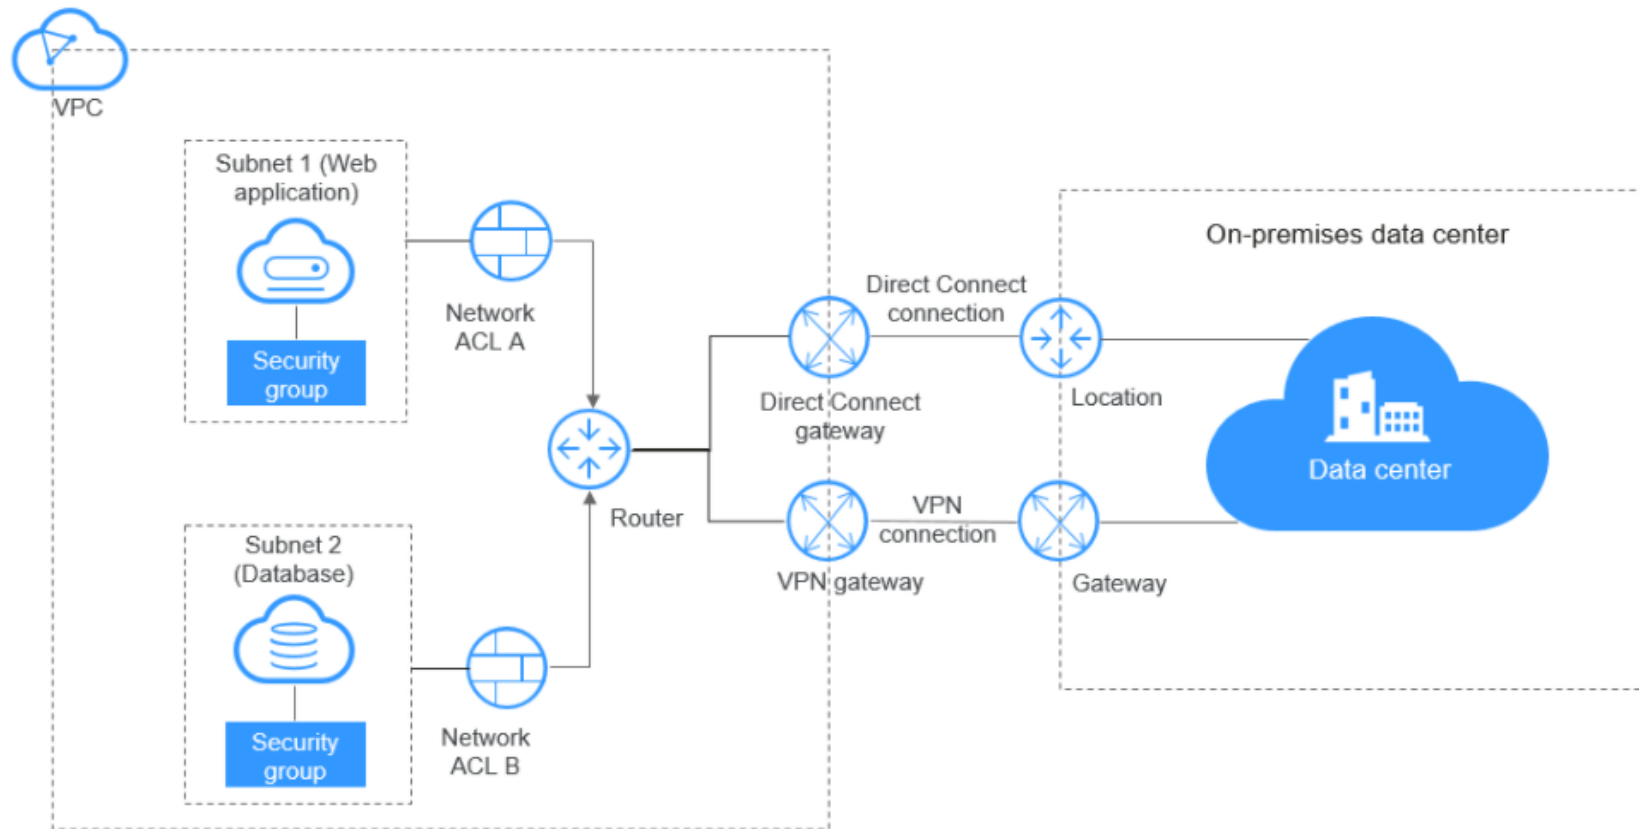 VPC
Subnet 1 (Web
application)
Security
group
Network
ACL A
On-premises data center
Direct Connect
connection
Direct Connect
gateway
Location
Data center
Router
VPN
connection
VPN gateway
Gateway
Subnet 2
(Database)
Security
group
Network
ACL B